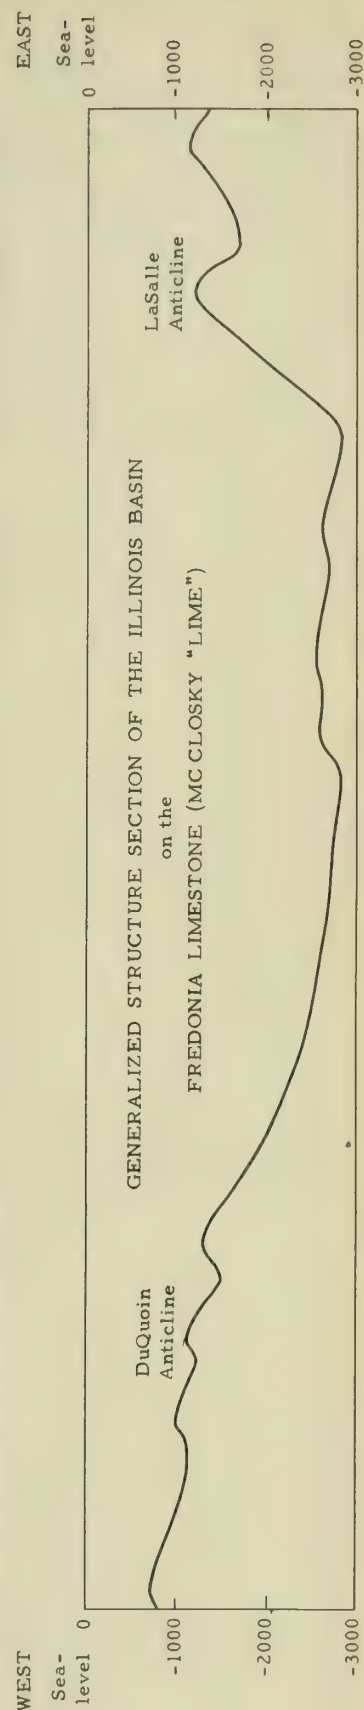 WEST
EAST
Sea-
level
0
-1000
-2000
-3000
Sea-
level
0
-1000
-2000
-3000
DuQuoin
Anticline
LaSalle
Anticline
GENERALIZED STRUCTURE SECTION OF THE ILLINOIS BASIN
on the
FREDONIA LIMESTONE (MC CLOSKY "LIME")